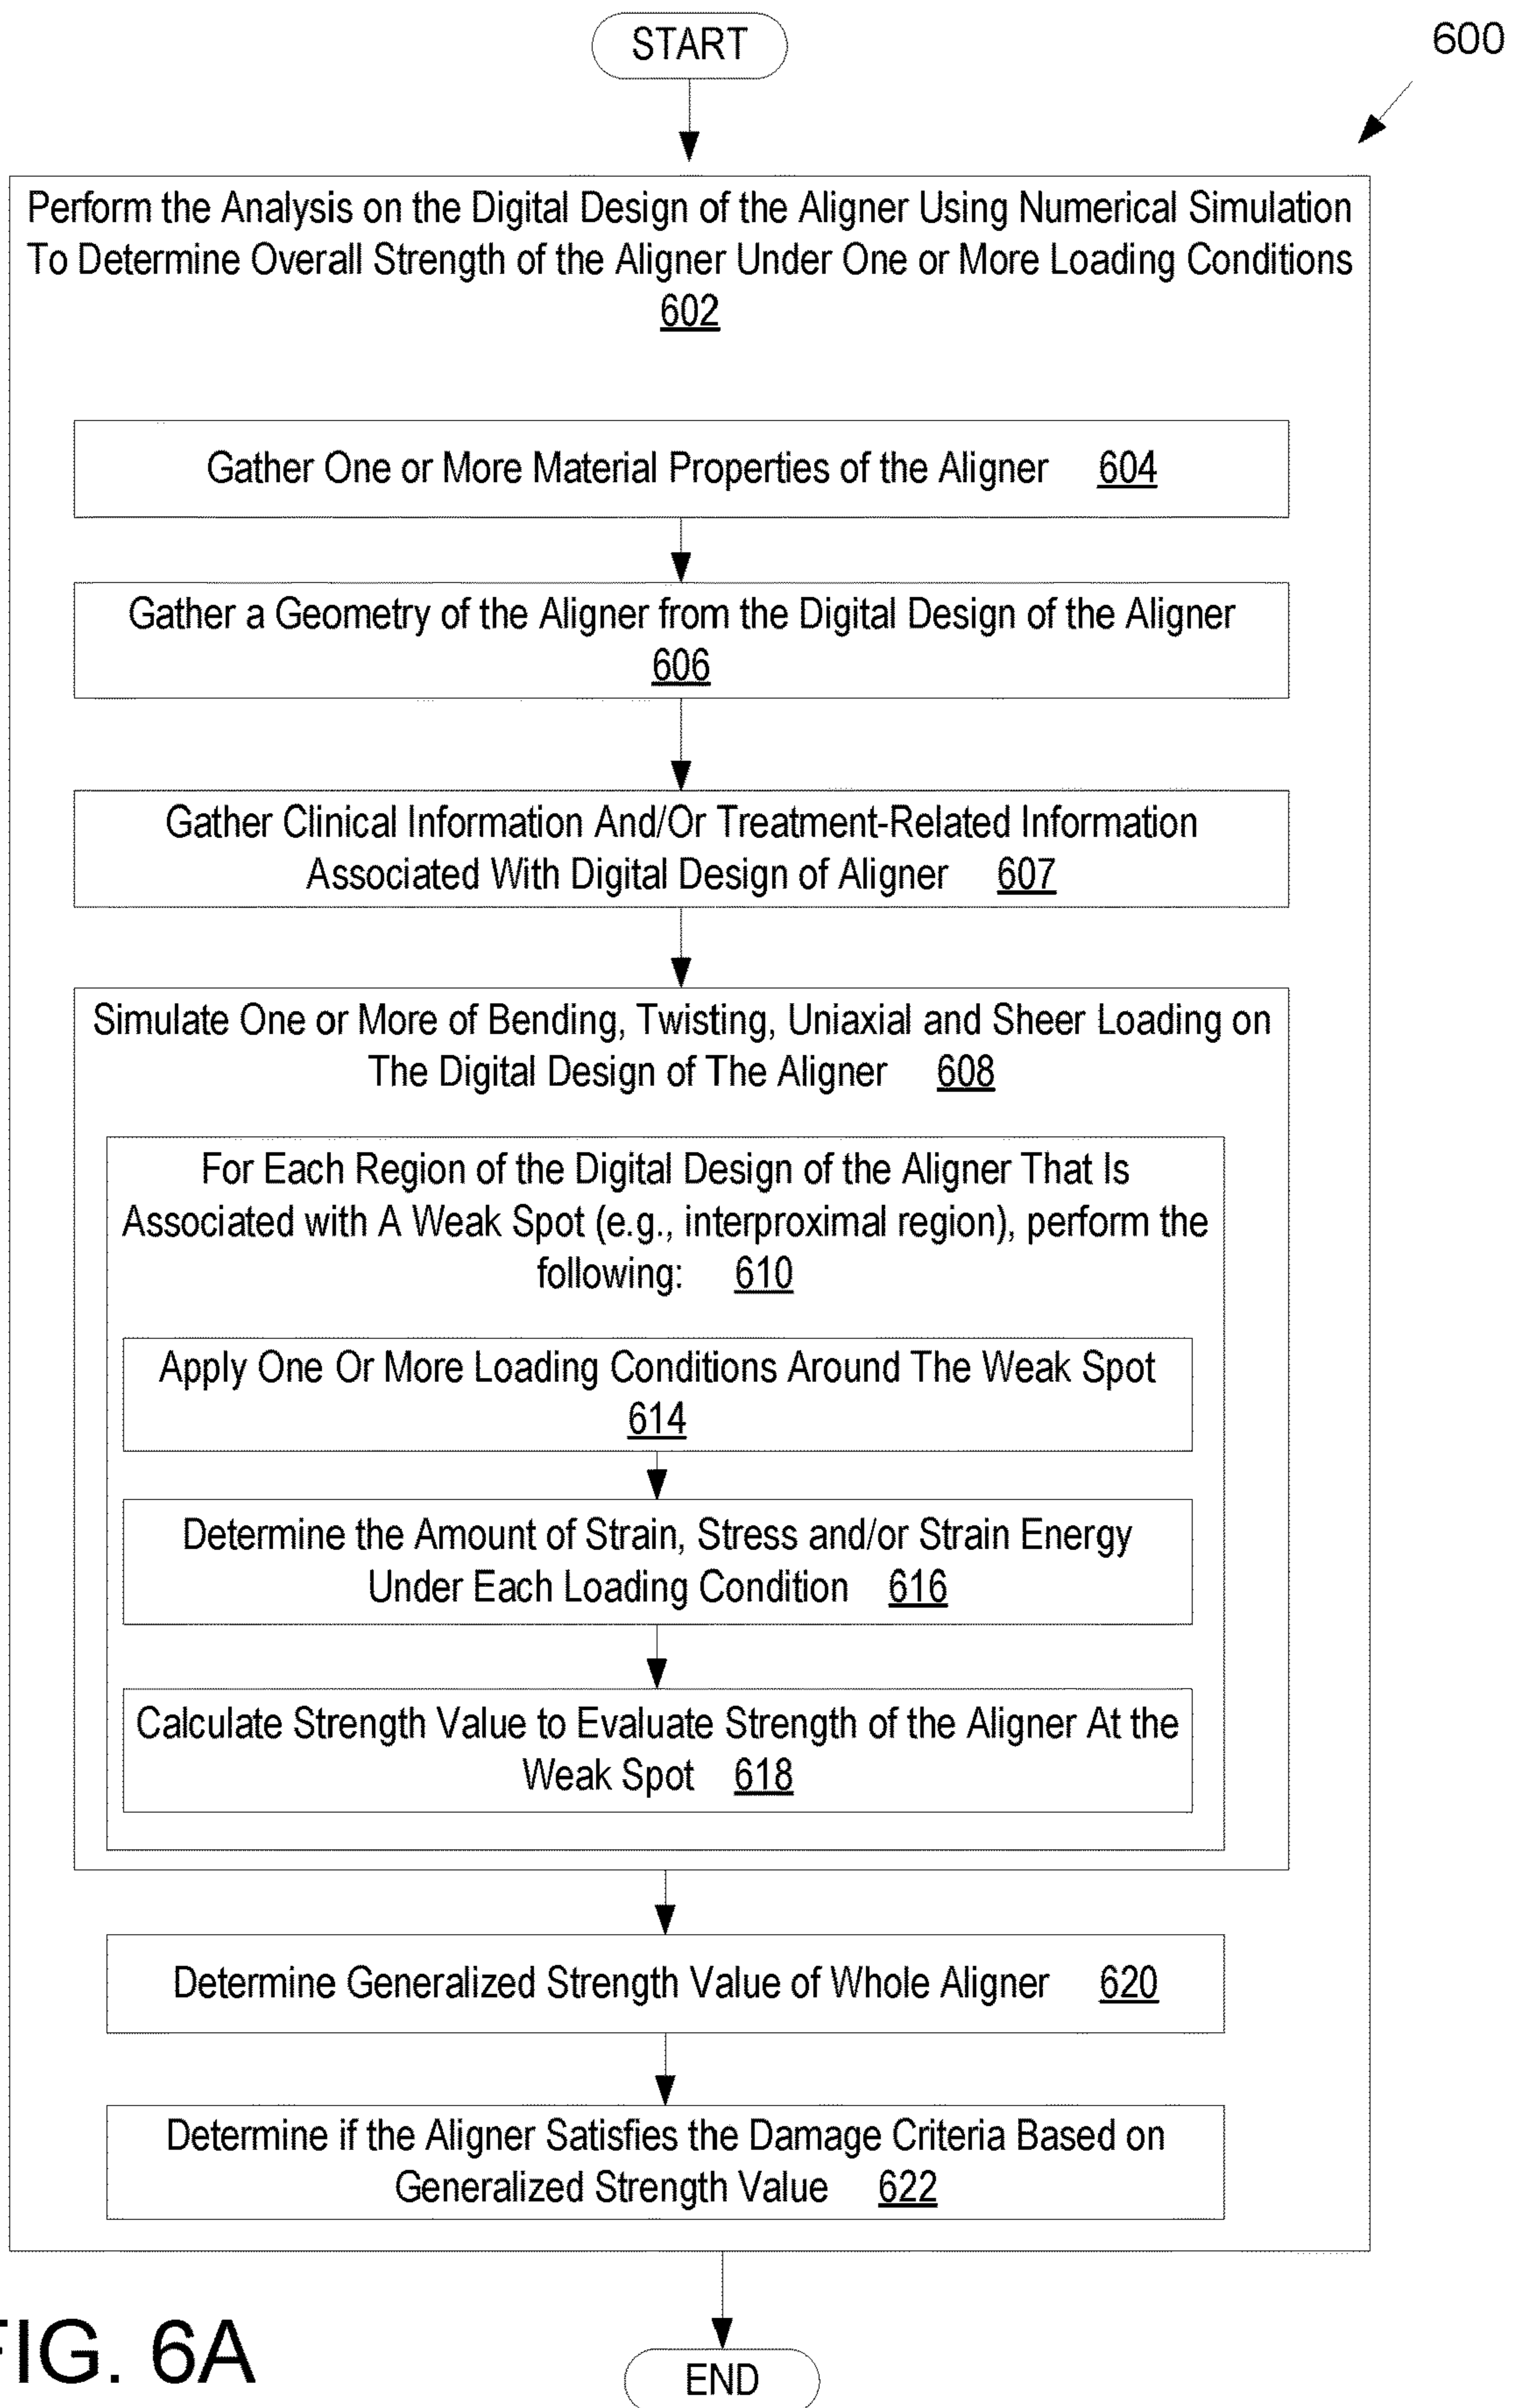 START
600
Perform the Analysis on the Digital Design of the Aligner Using Numerical Simulation
To Determine Overall Strength of the Aligner Under One or More Loading Conditions
602
Gather One or More Material Properties of the Aligner 604
Gather a Geometry of the Aligner from the Digital Design of the Aligner
606
Gather Clinical Information And/Or Treatment-Related Information
Associated With Digital Design of Aligner 607
Simulate One or More of Bending, Twisting, Uniaxial and Sheer Loading on
The Digital Design of The Aligner 608
For Each Region of the Digital Design of the Aligner That Is
Associated with A Weak Spot (e.g., interproximal region), perform the
following: 610
Apply One Or More Loading Conditions Around The Weak Spot
614
Determine the Amount of Strain, Stress and/or Strain Energy
Under Each Loading Condition 616
Calculate Strength Value to Evaluate Strength of the Aligner At the
Weak Spot 618
Determine Generalized Strength Value of Whole Aligner 620
Determine if the Aligner Satisfies the Damage Criteria Based on
Generalized Strength Value 622
FIG. 6A
END